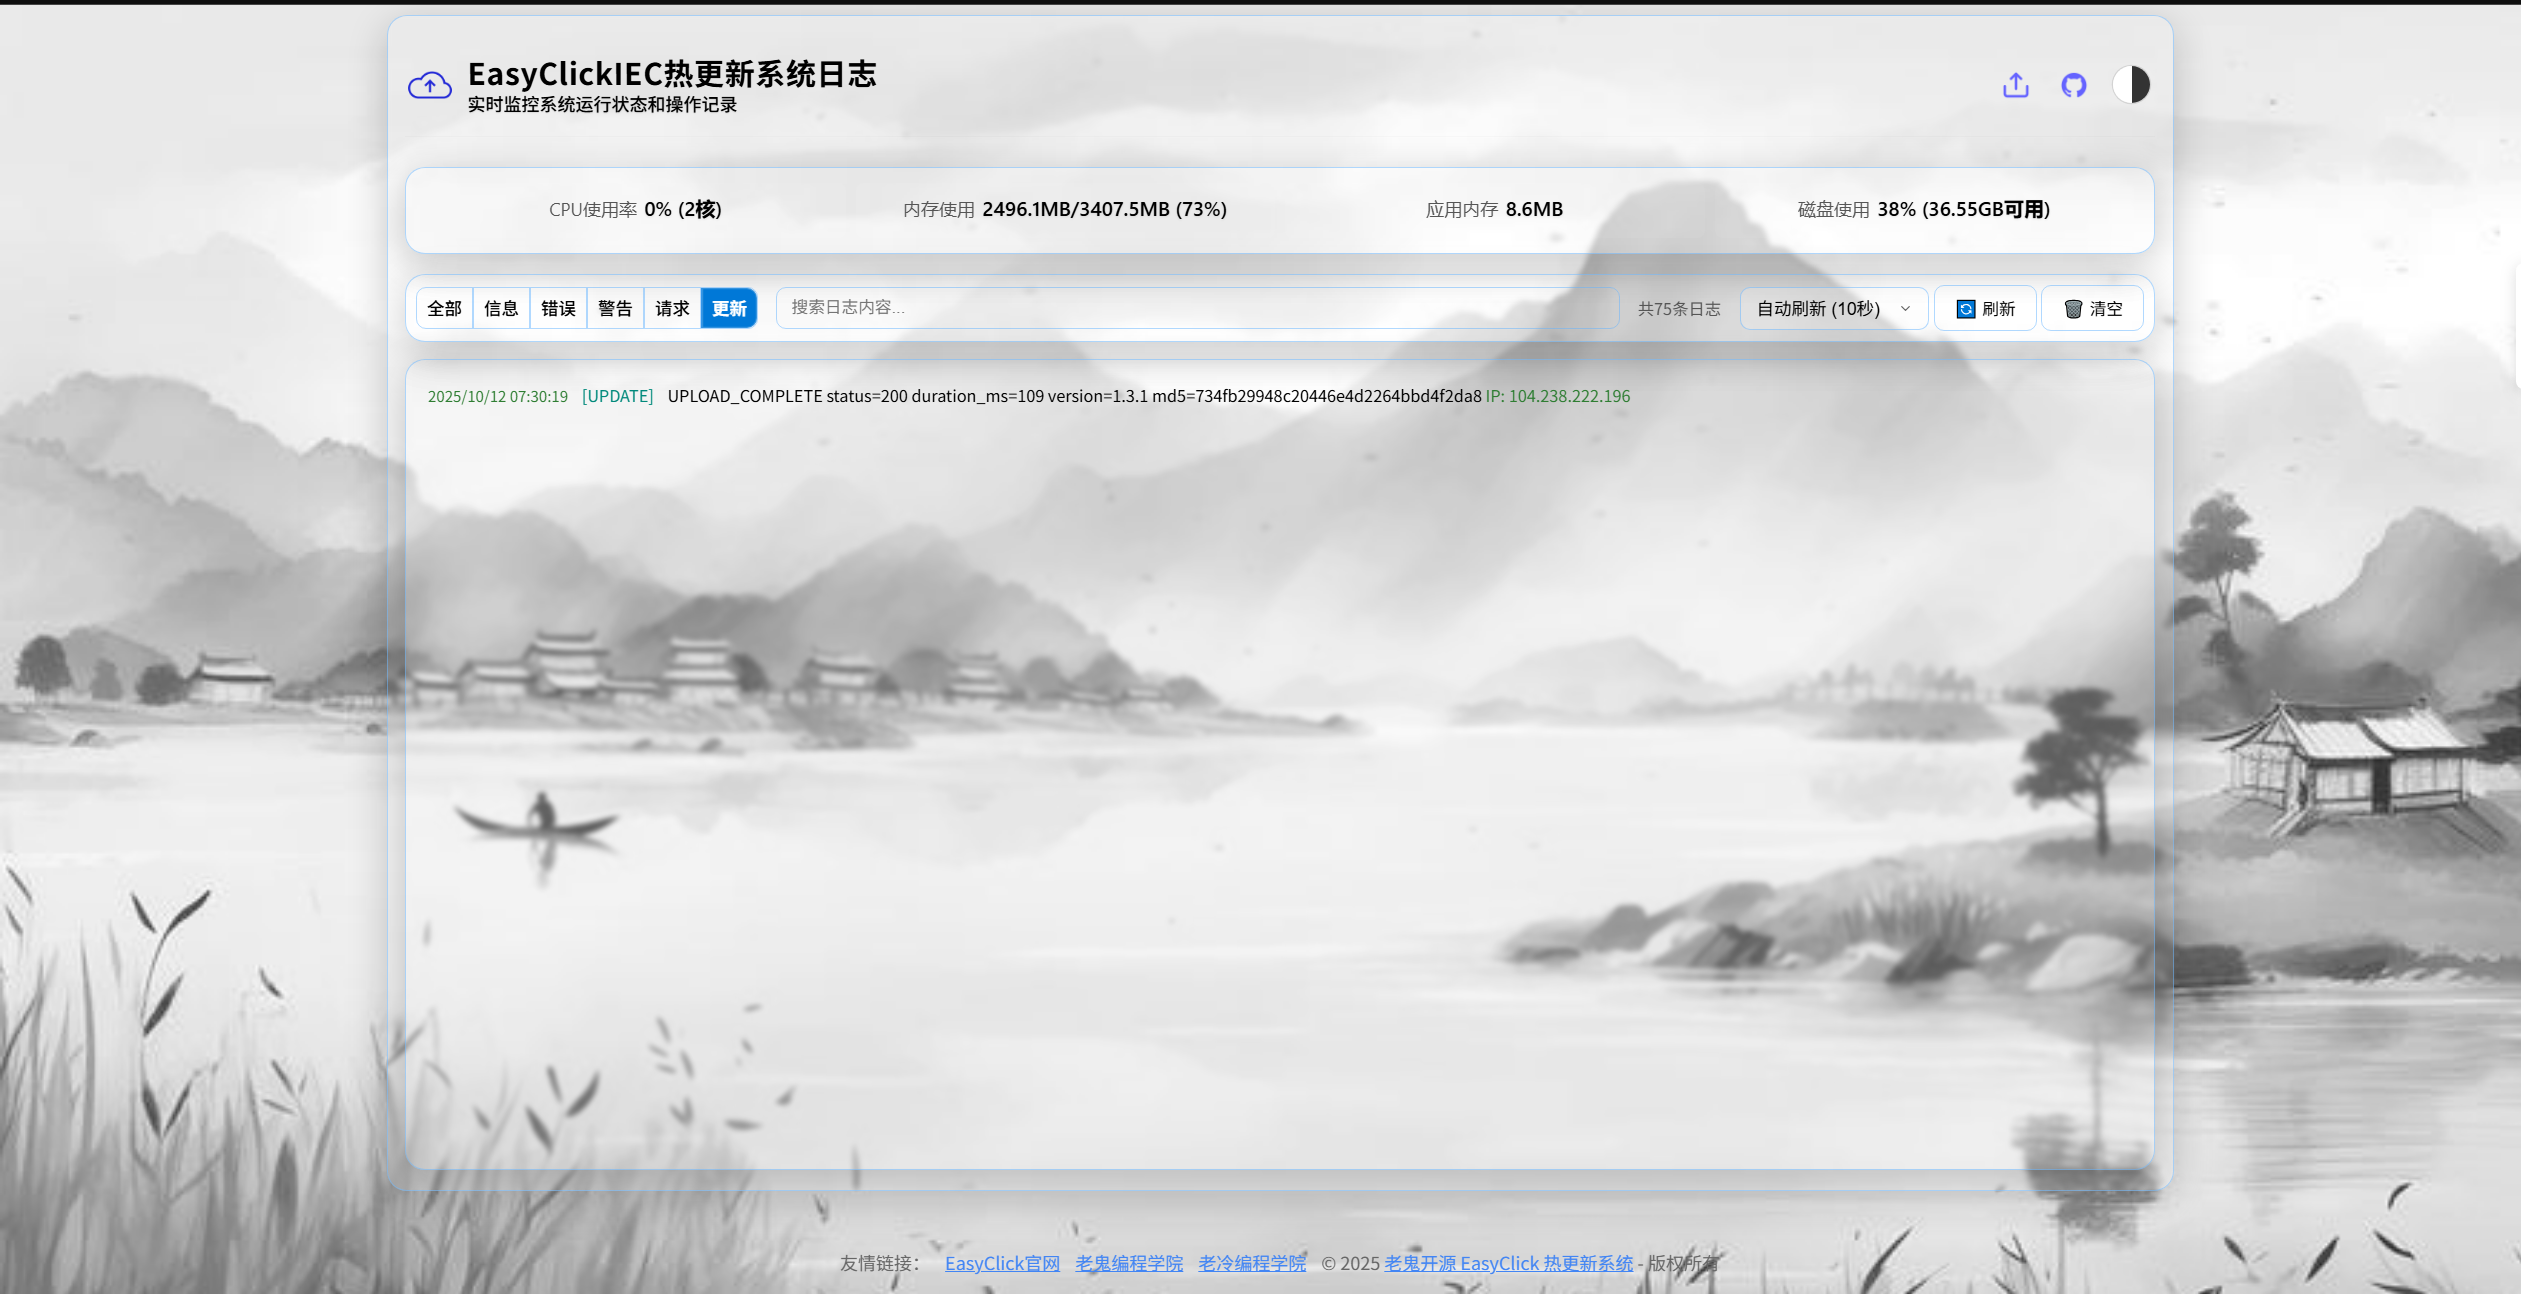 EasyClickIEC热更新系统日志
实时监控系统运行状态和操作记录
CPU使用率 0% (2核) 内存使用 2496.1MB/3407.5MB (73%) 应用内存 8.6MB 磁盘使用 38% (36.55GB可用)
全部 信息 错误 警告 请求 更新 搜索日志内容... 共75条日志 自动刷新 (10秒) 刷新 清空
2025/10/12 07:30:19 [UPDATE] UPLOAD_COMPLETE status=200 duration_ms=109 version=1.3.1 md5=734fb29948c20446e4d2264bbd4f2da8 IP: 104.238.222.196
友情链接： EasyClick官网 老鬼编程学院 老冷编程学院 © 2025 老鬼开源 EasyClick 热更新系统 - 版权所有